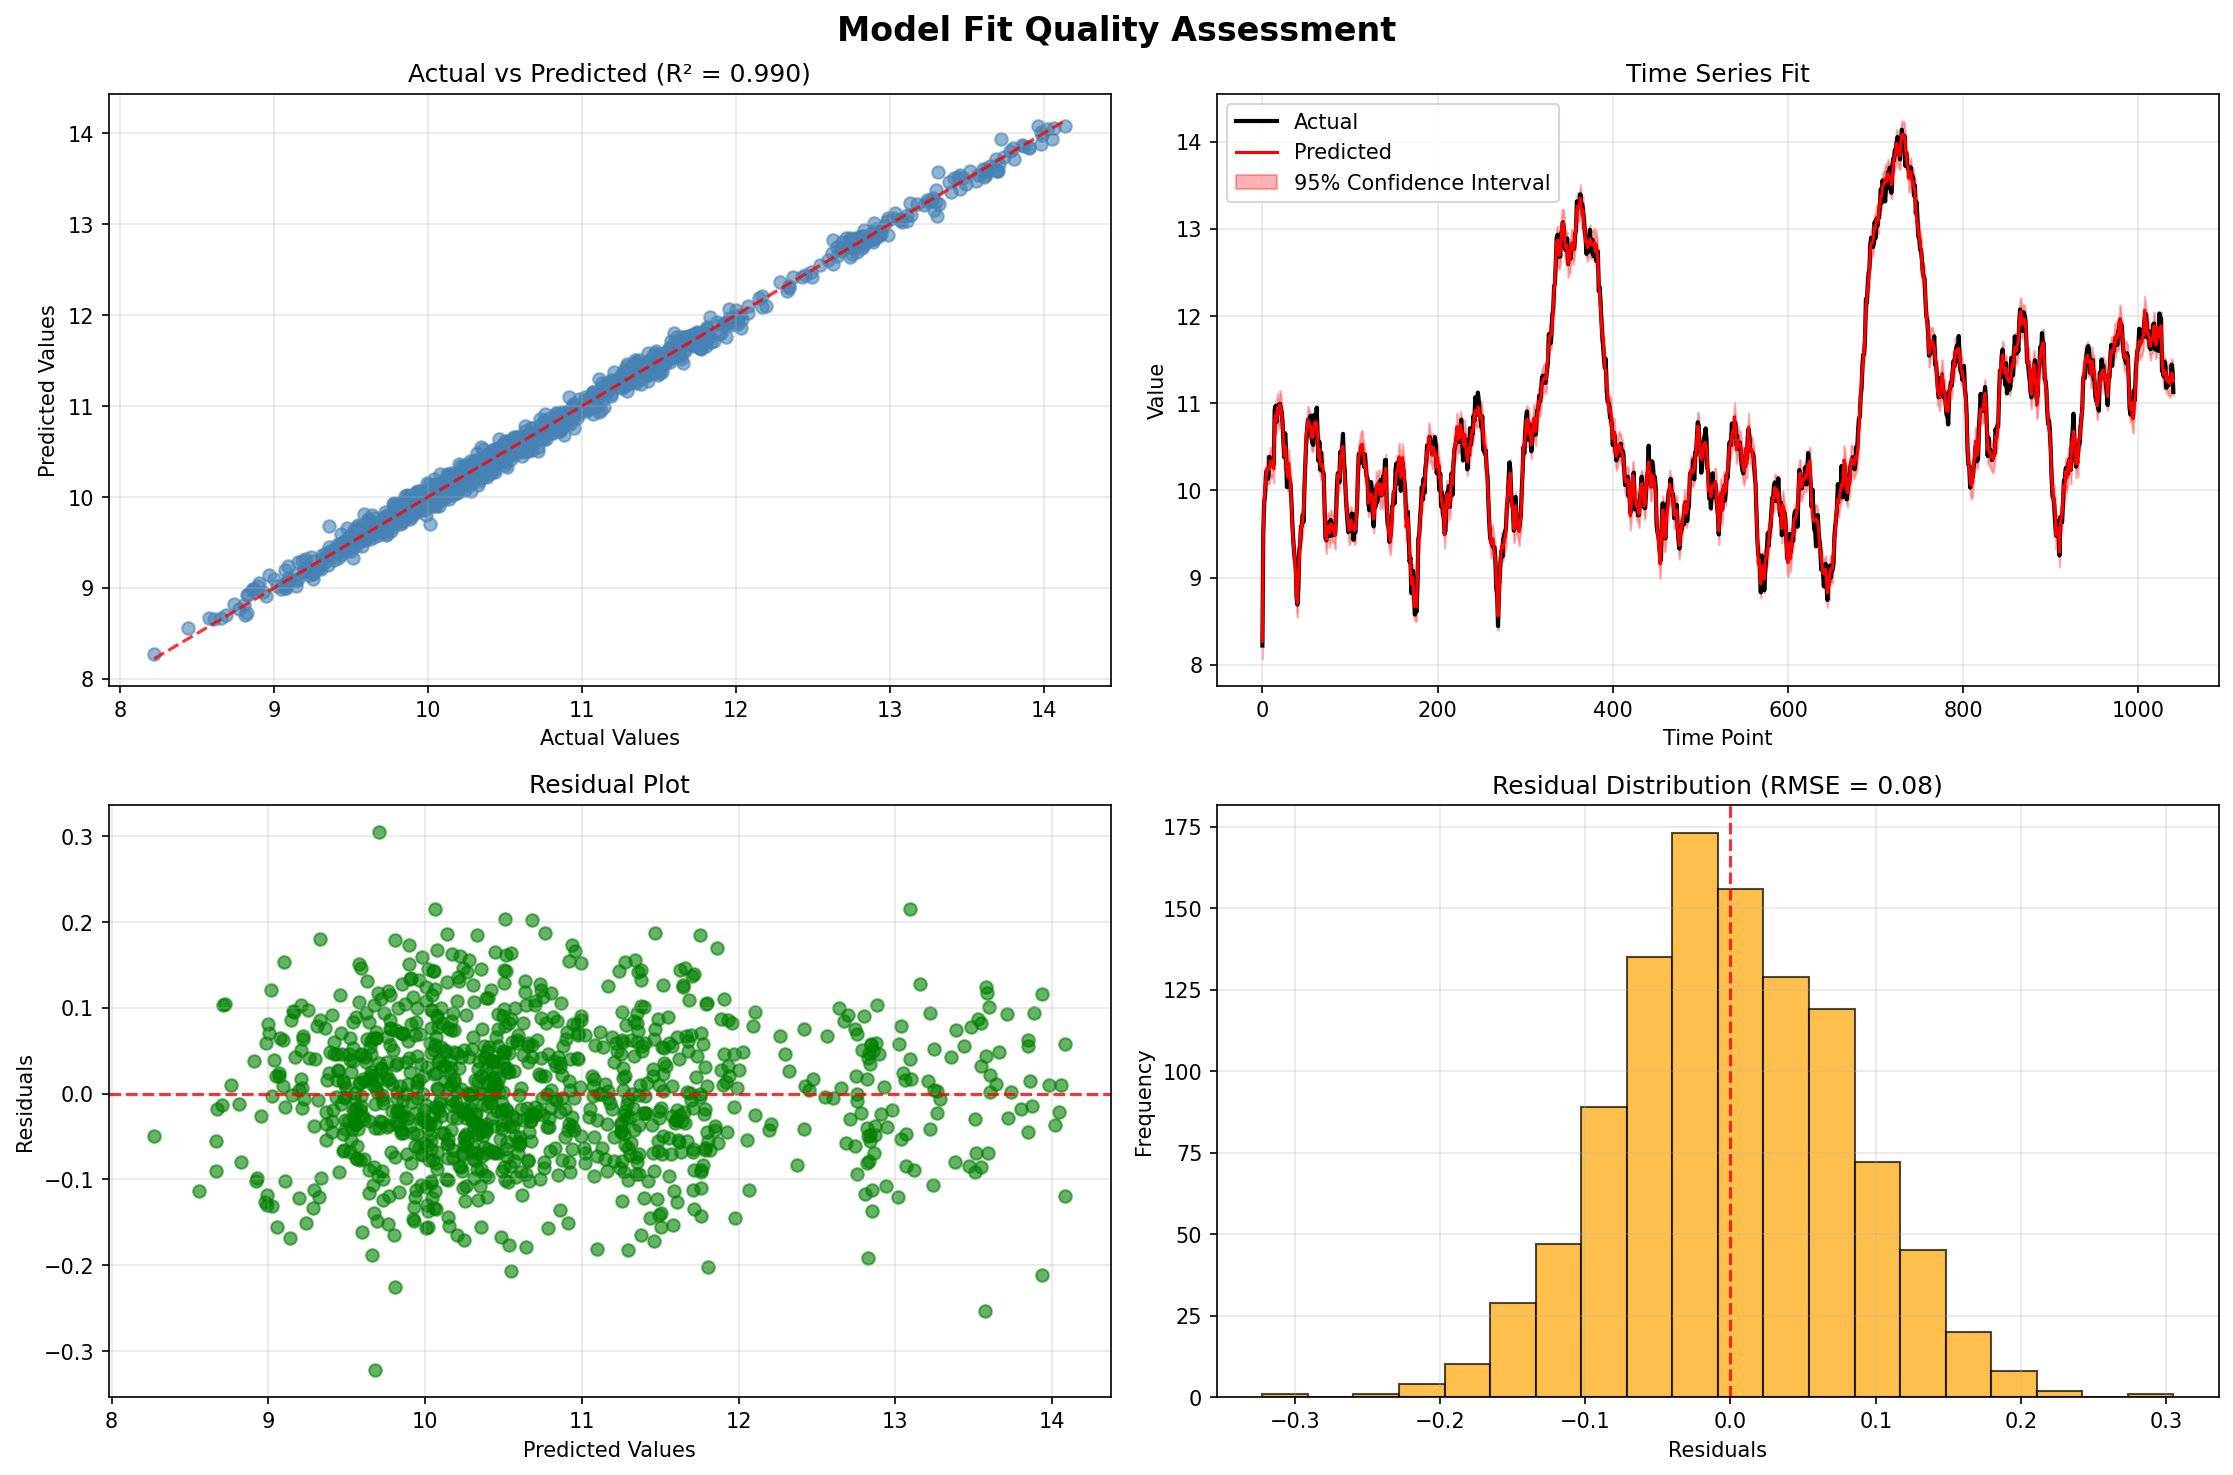 Model Fit Quality Assessment
Actual vs Predicted (R² = 0.990)
Predicted Values
14
13
12
11
10
9
8
8 9 10 11 12 13 14
Actual Values
Time Series Fit
Actual
Predicted
95% Confidence Interval
Value
14
13
12
11
10
9
8
0 200 400 600 800 1000
Time Point
Residual Plot
Residuals
0.3
0.2
0.1
0.0
−0.1
−0.2
−0.3
8 9 10 11 12 13 14
Predicted Values
Residual Distribution (RMSE = 0.08)
Frequency
175
150
125
100
75
50
25
0
−0.3 −0.2 −0.1 0.0 0.1 0.2 0.3
Residuals